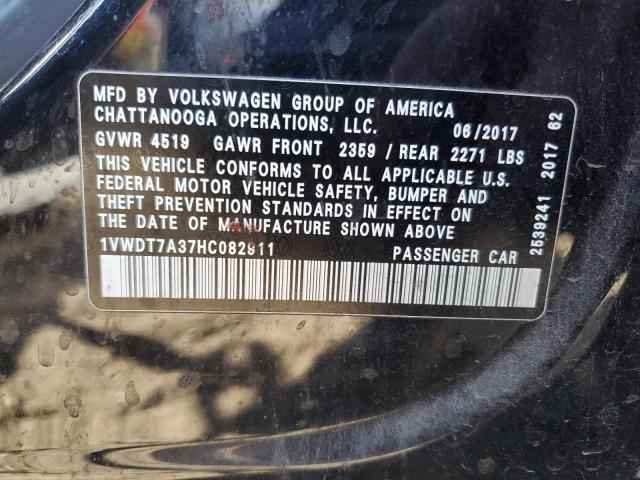 MFD BY VOLKSWAGEN GROUP OF AMERICA
CHATTANOOGA OPERATIONS, LLC. 06/2017
GVWR 4519 GAWR FRONT 2359 / REAR 2271 LBS
THIS VEHICLE CONFORMS TO ALL APPLICABLE U.S.
FEDERAL MOTOR VEHICLE SAFETY, BUMPER AND
THEFT PREVENTION STANDARDS IN EFFECT ON
THE DATE OF MANUFACTURE SHOWN ABOVE
1VWDT7A37HC082811 PASSENGER CAR
2539241 2017 62